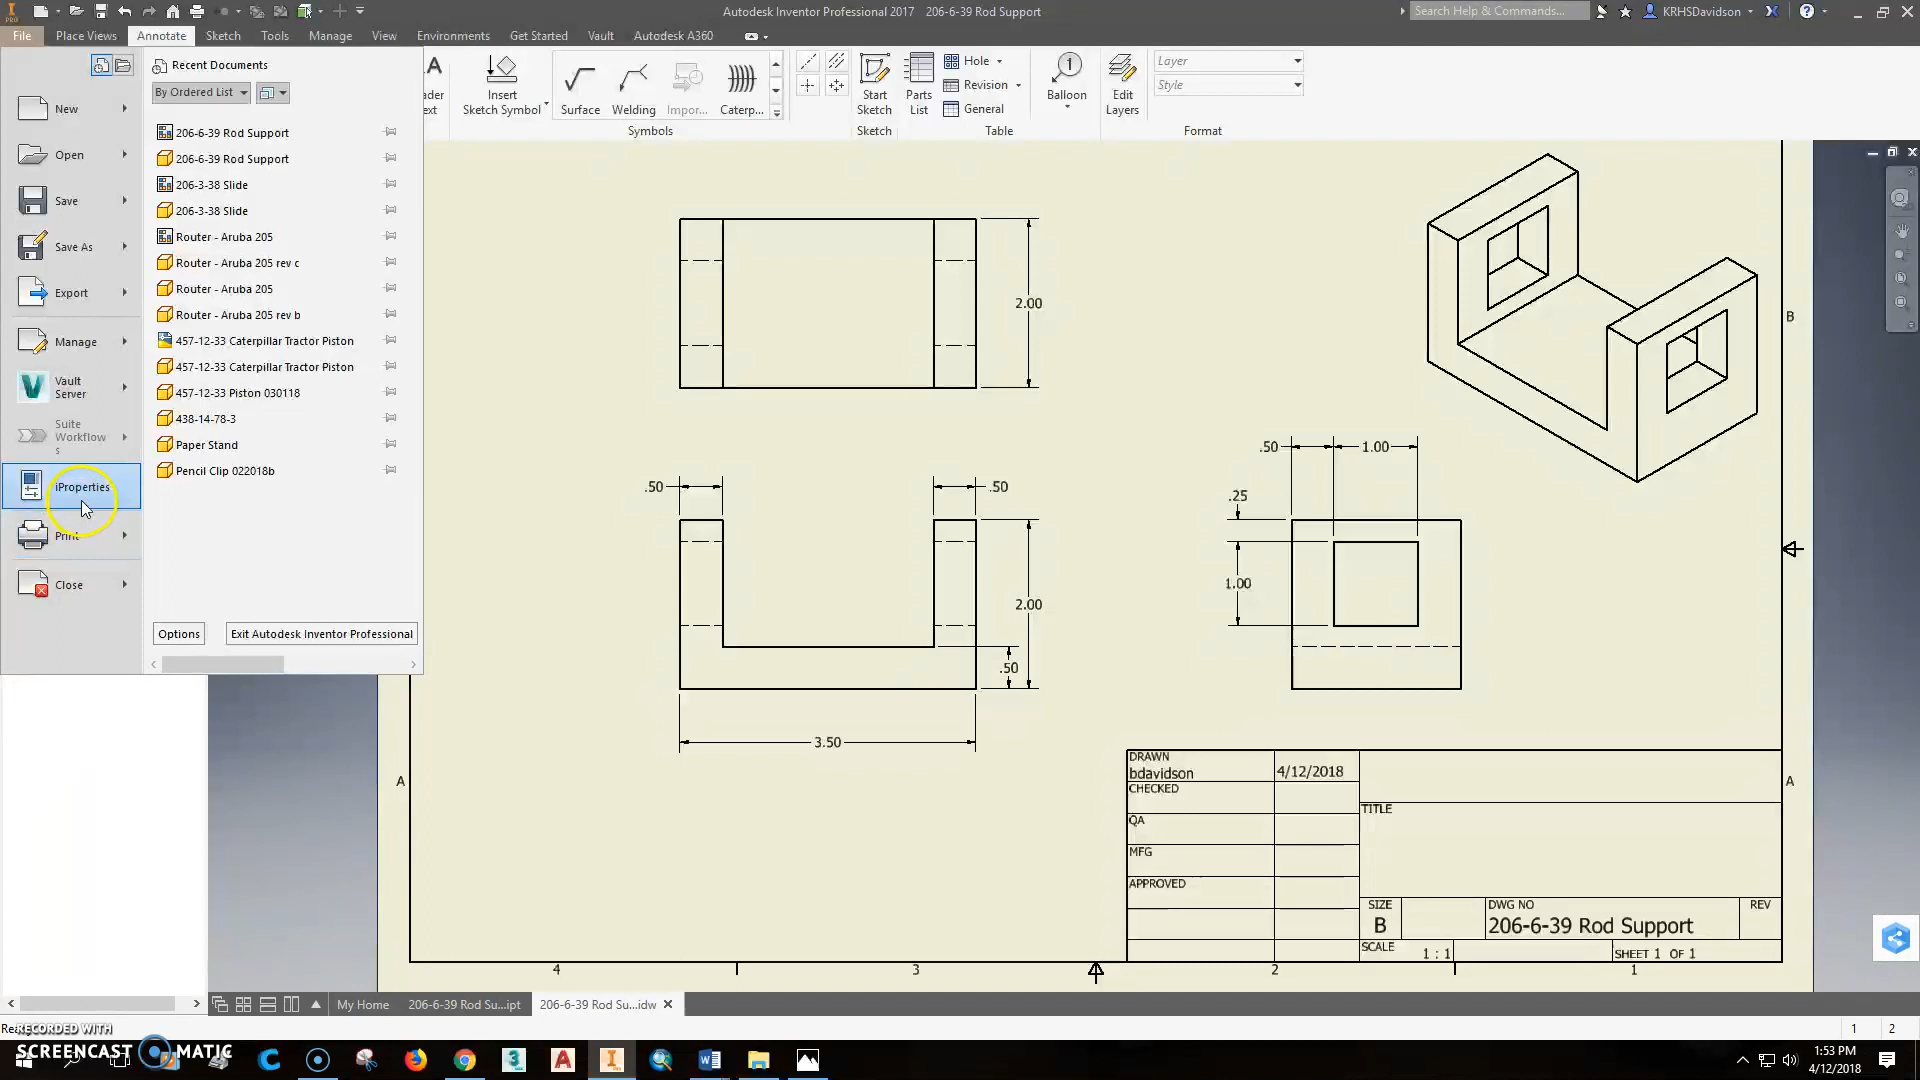 Autodesk Inventor Professional 2017 206-6-39 Rod Support
Search Help & Commands...
KRHSDavidson
PRO
File Place Views Annotate Sketch Tools Manage View Environments Get Started Vault Autodesk A360
Recent Documents
By Ordered List
New
Open
Save
Save As
Export
Manage
Vault
Server
Suite
Workflow
s
iProperties
Print
Close
206-6-39 Rod Support
206-6-39 Rod Support
206-3-38 Slide
206-3-38 Slide
Router - Aruba 205
Router - Aruba 205 rev c
Router - Aruba 205
Router - Aruba 205 rev b
457-12-33 Caterpillar Tractor Piston
457-12-33 Caterpillar Tractor Piston
457-12-33 Piston 030118
438-14-78-3
Paper Stand
Pencil Clip 022018b
Options
Exit Autodesk Inventor Professional
A
ader
ext
Insert
Sketch Symbol
Surface
Welding
Impor...
Caterp...
Symbols
Start
Sketch
Sketch
Parts
List
Hole
Revision
General
Table
1
Balloon
Edit
Layers
Layer
Style
Format
2.00
B
.50
.50
2.00
.50
3.50
.50
1.00
.25
1.00
A
A
DRAWN
bdavidson
4/12/2018
CHECKED
QA
MFG
APPROVED
TITLE
SIZE
B
DWG NO
206-6-39 Rod Support
REV
SCALE
1 : 1
SHEET 1 OF 1
4
3
2
1
My Home
206-6-39 Rod Su...ipt
206-6-39 Rod Su...idw
1
2
RECORDED WITH
SCREENCAST MATIC
1:53 PM
4/12/2018